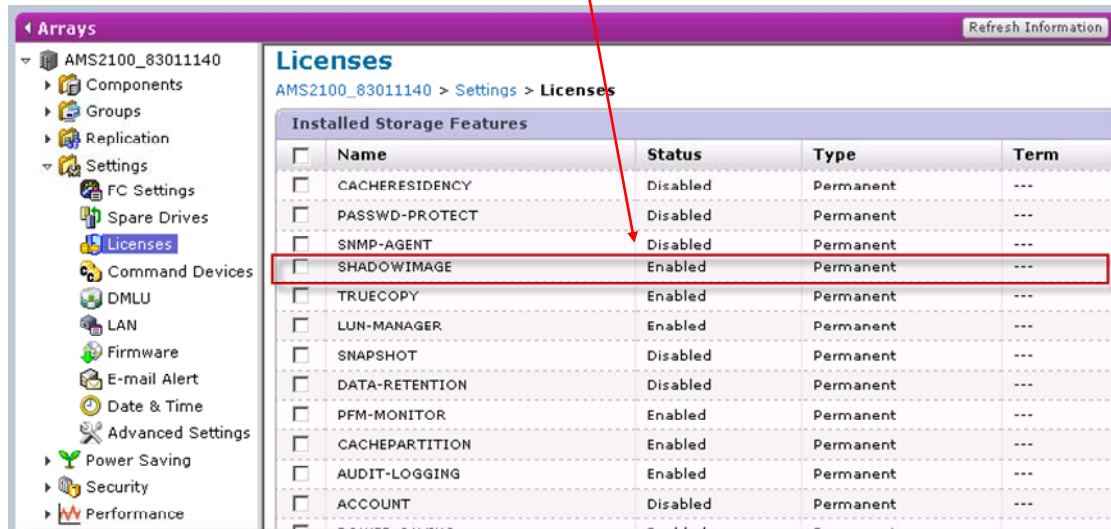 Arrays
Refresh Information
AMS2100_83011140
Components
Groups
Replication
Settings
FC Settings
Spare Drives
Licenses
Command Devices
DMLU
LAN
Firmware
E-mail Alert
Date & Time
Advanced Settings
Power Saving
Security
Performance
Licenses
AMS2100_83011140 > Settings > Licenses
Installed Storage Features
Name Status Type Term
CACHERESIDENCY Disabled Permanent ---
PASSWD-PROTECT Disabled Permanent ---
SNMP-AGENT Disabled Permanent ---
SHADOWIMAGE Enabled Permanent ---
TRUECOPY Enabled Permanent ---
LUN-MANAGER Enabled Permanent ---
SNAPSHOT Disabled Permanent ---
DATA-RETENTION Disabled Permanent ---
PFM-MONITOR Enabled Permanent ---
CACHEPARTITION Enabled Permanent ---
AUDIT-LOGGING Enabled Permanent ---
ACCOUNT Disabled Permanent ---